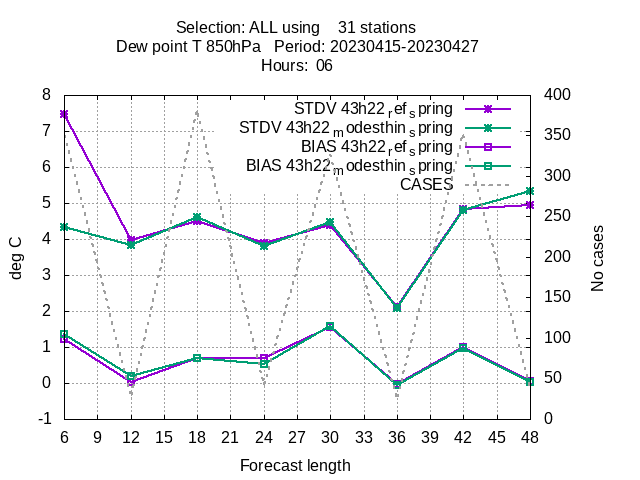 Selection: ALL using    31 stations
Dew point T 850hPa   Period: 20230415-20230427
Hours:  06
STDV 43h22_ref_spring
STDV 43h22_modesthin_spring
BIAS 43h22_ref_spring
BIAS 43h22_modesthin_spring
CASES
8
7
6
5
4
3
2
1
0
-1
deg C
400
350
300
250
200
150
100
50
0
No cases
6 9 12 15 18 21 24 27 30 33 36 39 42 45 48
Forecast length